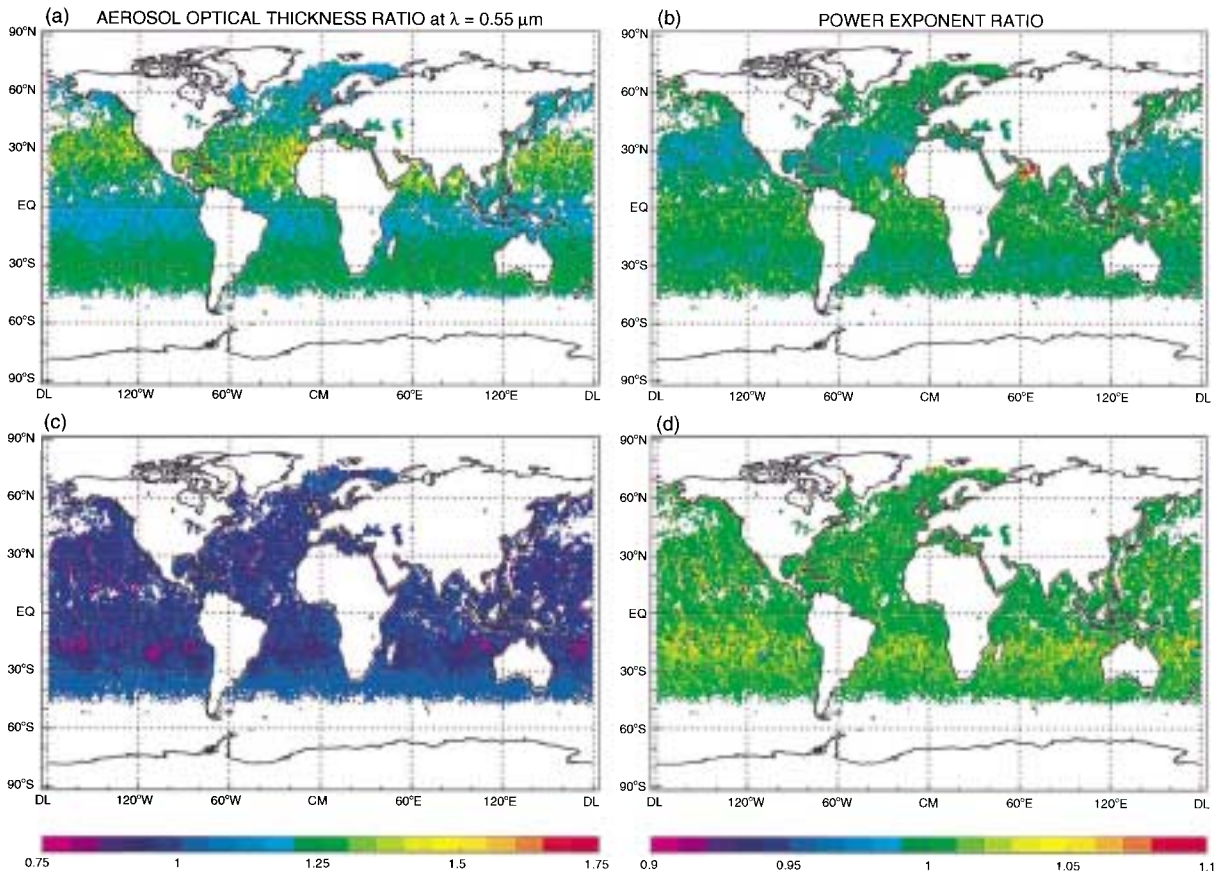 (a) AEROSOL OPTICAL THICKNESS RATIO at λ = 0.55 μm
(b) POWER EXPONENT RATIO
90°N
60°N
30°N
EQ
30°S
60°S
90°S
DL 120°W 60°W CM 60°E 120°E DL
90°N
60°N
30°N
EQ
30°S
60°S
90°S
DL 120°W 60°W CM 60°E 120°E DL
(c)
90°N
60°N
30°N
EQ
30°S
60°S
90°S
DL 120°W 60°W CM 60°E 120°E DL
(d)
90°N
60°N
30°N
EQ
30°S
60°S
90°S
DL 120°W 60°W CM 60°E 120°E DL
0.75 1 1.25 1.5 1.75
0.9 0.95 1 1.05 1.1